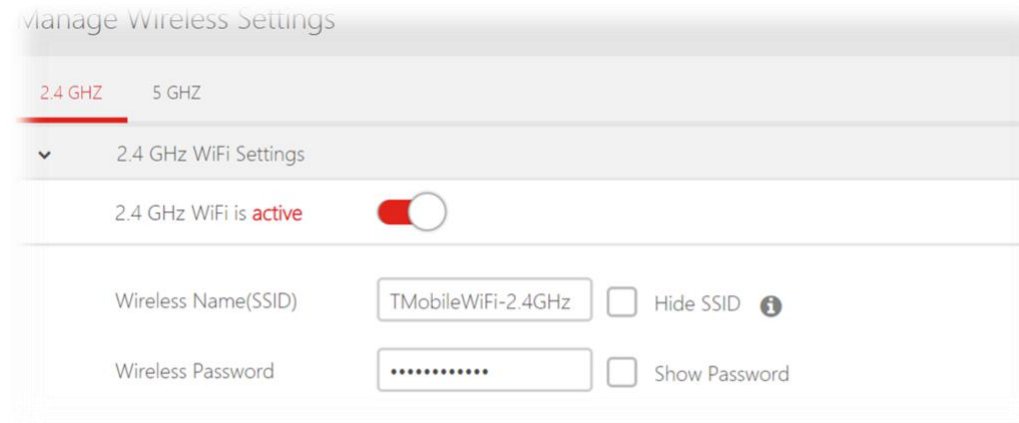 Manage Wireless Settings
2.4 GHZ 5 GHZ
2.4 GHz WiFi Settings
2.4 GHz WiFi is active
Wireless Name(SSID) TMobileWiFi-2.4GHz Hide SSID
Wireless Password •••••••••••• Show Password